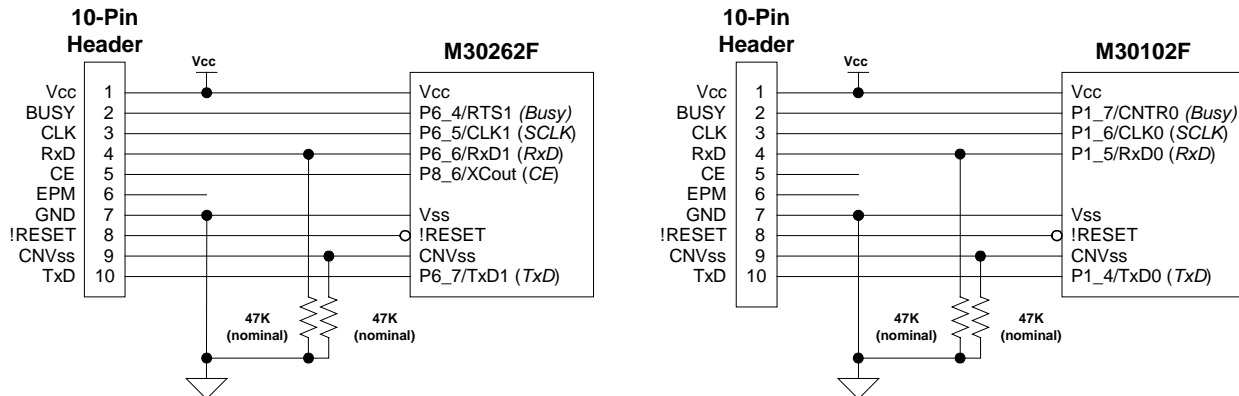 10-Pin
Header
M30262F
Vcc
Vcc 1 Vcc
BUSY 2 P6_4/RTS1 (Busy)
CLK 3 P6_5/CLK1 (SCLK)
RxD 4 P6_6/RxD1 (RxD)
CE 5 P8_6/XCout (CE)
EPM 6
GND 7 Vss
!RESET 8 !RESET
CNVss 9 CNVss
TxD 10 P6_7/TxD1 (TxD)
47K
(nominal)
47K
(nominal)
10-Pin
Header
M30102F
Vcc
Vcc 1 Vcc
BUSY 2 P1_7/CNTR0 (Busy)
CLK 3 P1_6/CLK0 (SCLK)
RxD 4 P1_5/RxD0 (RxD)
CE 5
EPM 6
GND 7 Vss
!RESET 8 !RESET
CNVss 9 CNVss
TxD 10 P1_4/TxD0 (TxD)
47K
(nominal)
47K
(nominal)